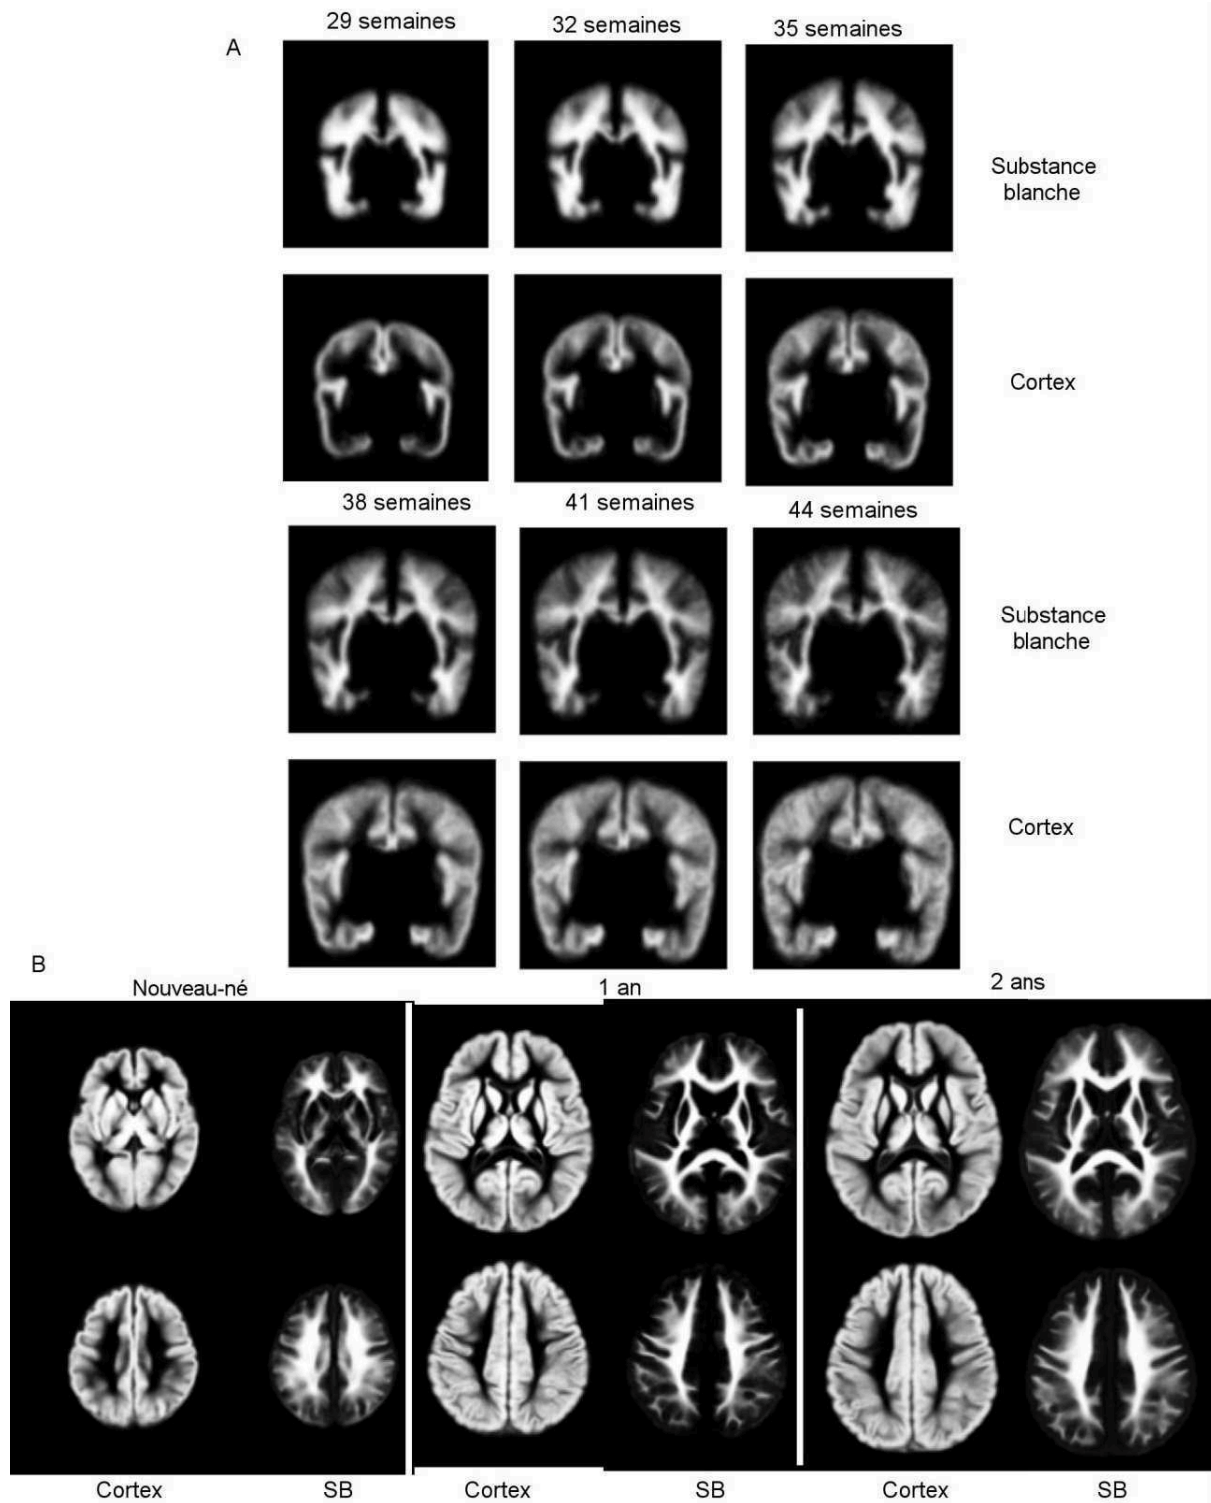 29 semaines
32 semaines
35 semaines
A
Substance
blanche
Cortex
38 semaines
41 semaines
44 semaines
Substance
blanche
Cortex
B
Nouveau-né
1 an
2 ans
Cortex
SB
Cortex
SB
Cortex
SB